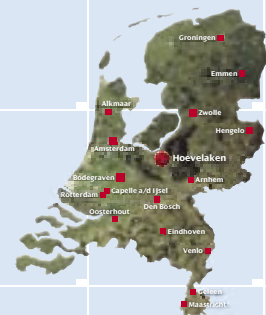 Groningen
Emmen
Alkmaar
Zwolle
Hengelo
Amsterdam
Hoevelaken
Bodegraven
Arnhem
Capelle a/d IJsel
Rotterdam
Den Bosch
Oosterhout
Eindhoven
Venlo
Geleen
Maastricht